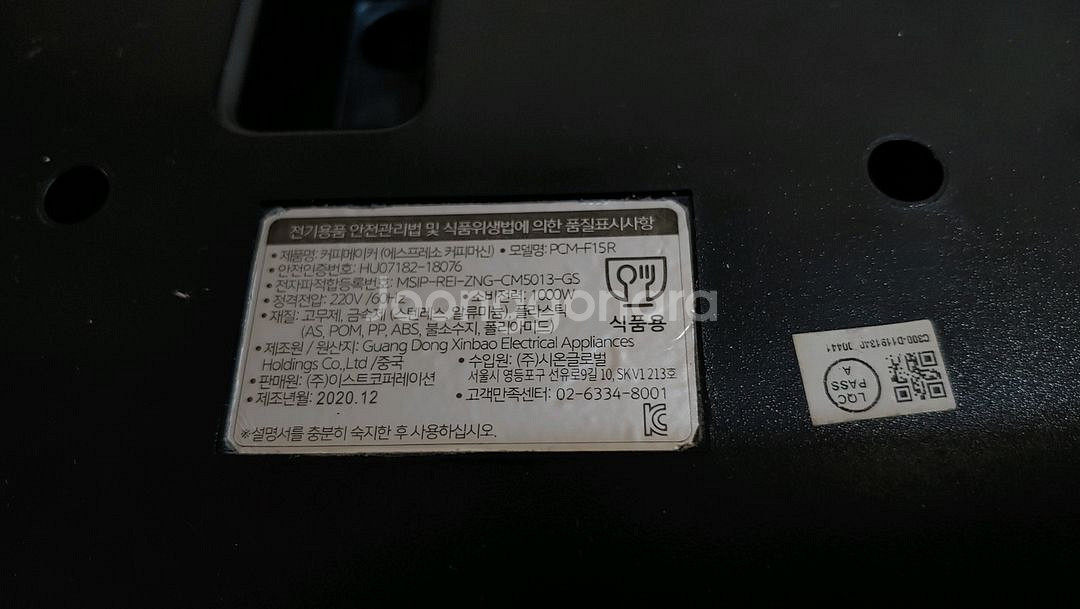 전기용품 안전관리법 및 식품위생법에 의한 품질표시사항
• 제품명: 커피메이커 (에스프레소 커피머신) • 모델명: PCM-F15R
• 안전인증번호: HU07182-18076
• 전자파적합등록번호: MSIP-REI-ZNG-CM5013-GS
• 정격전압: 220V /60Hz • 소비전력: 1000W
• 재질: 고무제, 금속제 (스텐레스, 알류미늄), 플라스틱
(AS, POM, PP, ABS, 불소수지, 폴리아미드)
식품용
• 제조원 / 원산지: Guang Dong Xinbao Electrical Appliances
Holdings Co., Ltd /중국
• 수입원: (주)시온글로벌
서울시 영등포구 선유로9길 10, SKV1 213호
• 판매원: (주)이스트코퍼레이션
• 제조년월: 2020.12
• 고객만족센터: 02-6334-8001
※설명서를 충분히 숙지한 후 사용하십시오.
joongonara
LQC
PASS
A